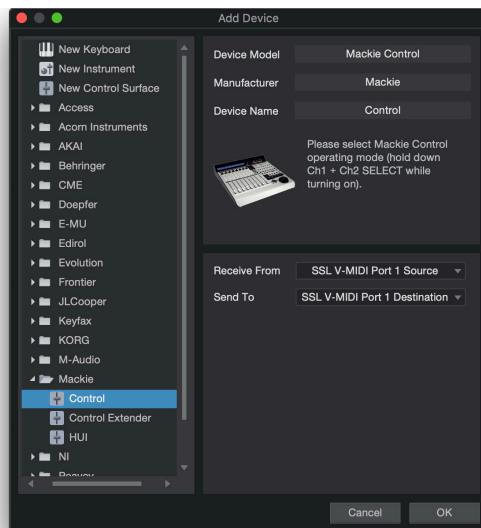 Add Device
New Keyboard
New Instrument
New Control Surface
Access
Acorn Instruments
AKAI
Behringer
CME
Doepfer
E-MU
Edirol
Evolution
Frontier
JLCooper
Keyfax
KORG
M-Audio
Mackie
Control
Control Extender
HUI
NI
Device Model Mackie Control
Manufacturer Mackie
Device Name Control
Please select Mackie Control
operating mode (hold down
Ch1 + Ch2 SELECT while
turning on).
Receive From SSL V-MIDI Port 1 Source
Send To SSL V-MIDI Port 1 Destination
Cancel OK